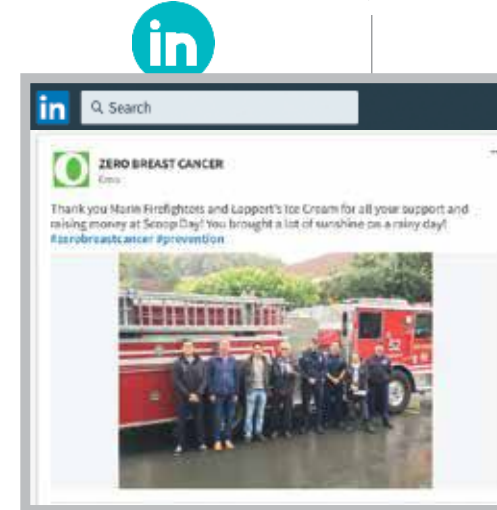 in
in Search
ZERO BREAST CANCER
Thank you Marin Firefighters and Lappert's Ice Cream for all your support and
raising money at Scoop Day! You brought a lot of sunshine on a rainy day!
#zerobreastcancer #prevention
52